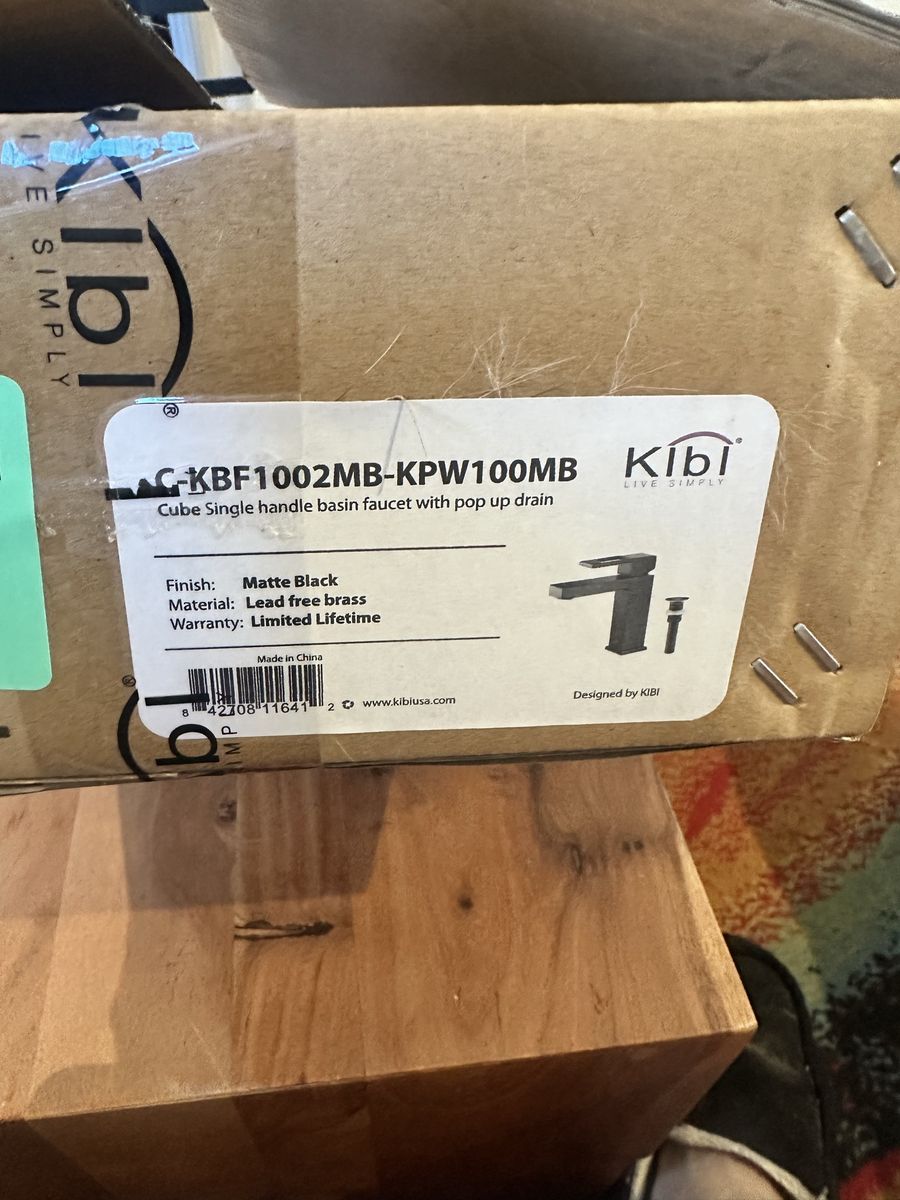 Kibl
LIVE SIMPLY
®
C-KBF1002MB-KPW100MB
Cube Single handle basin faucet with pop up drain
KIbI®
LIVE SIMPLY
Finish: Matte Black
Material: Lead free brass
Warranty: Limited Lifetime
Made in China
8 42708 11641 2
www.kibiusa.com
Designed by KIBI